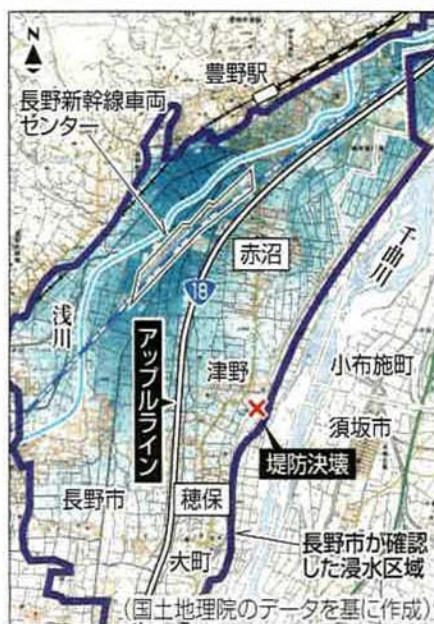 N
豊野駅
長野新幹線車両
センター
赤沼
千曲川
18
浅川
アップルライン
津野
小布施町
須坂市
堤防決壊
長野市
穂保
長野市が確認
した浸水区域
大町
(国土地理院のデータを基に作成)